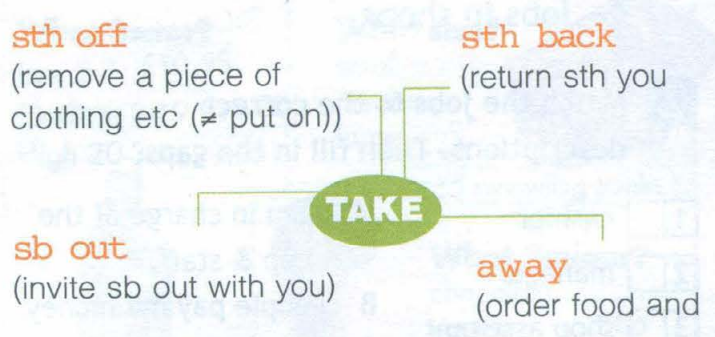 sth off
(remove a piece of
clothing etc (≠ put on))
sth back
(return sth you
TAKE
sb out
(invite sb out with you)
away
(order food and